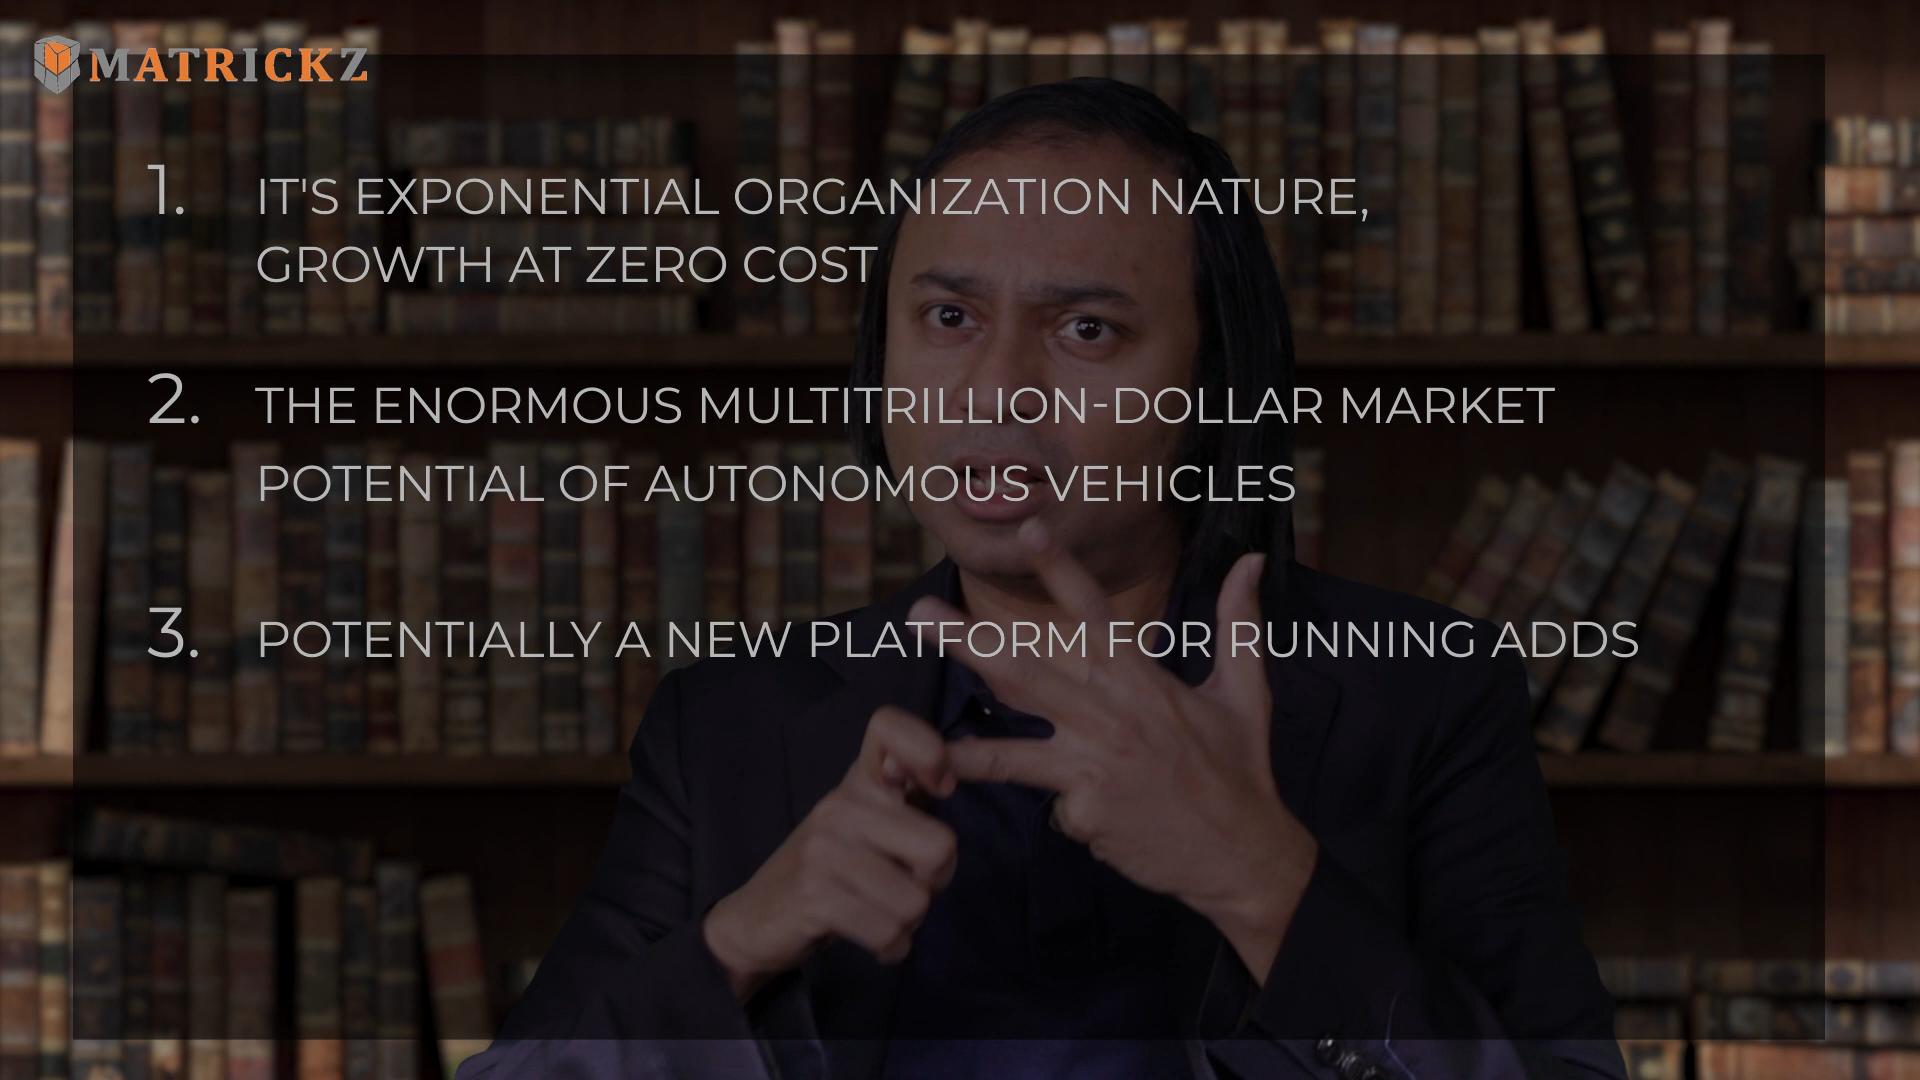 MATRICKZ
1. IT'S EXPONENTIAL ORGANIZATION NATURE,
GROWTH AT ZERO COST
2. THE ENORMOUS MULTITRILLION-DOLLAR MARKET
POTENTIAL OF AUTONOMOUS VEHICLES
3. POTENTIALLY A NEW PLATFORM FOR RUNNING ADDS